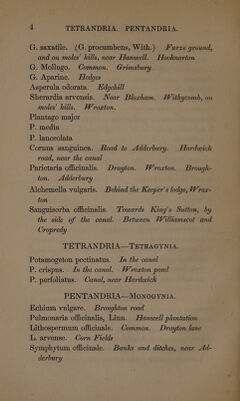 4 TETRANDRIA. PENTANDRIA.
G. saxatile. (G. procumbens, With.) Furze ground,
and on moles' hills, near Hanwell. Hooknorton
G. Mollugo. Common. Grimsbury
G. Aparine. Hedges
Asperula odorata. Edgehill
Sherardia arvensis. Near Bloxham. Withycomb, on
moles' hills. Wroxton.
Plantago major
P. media
P. lanceolata
Cornus sanguinea. Road to Adderbury. Hardwick
road, near the canal
Parietaria officinalis. Drayton. Wroxton. Brough-
ton. Adderbury
Alchemella vulgaris. Behind the Keeper's lodge, Wrox-
ton
Sanguisorba officinalis. Towards King's Sutton, by
the side of the canal. Between Williamscot and
Cropredy
TETRANDRIA—TETRAGYNIA.
Potamogeton pectinatus. In the canal
P. crispus. In the canal. Wroxton pond
P. perfoliatus. Canal, near Hardwick
PENTANDRIA—MONOGYNIA.
Echium vulgare. Broughton road
Pulmonaria officinalis, Linn. Hanwell plantation
Lithospermum officinale. Common. Drayton lane
L. arvense. Corn Fields
Symphytum officinale. Banks and ditches, near Ad-
derbury